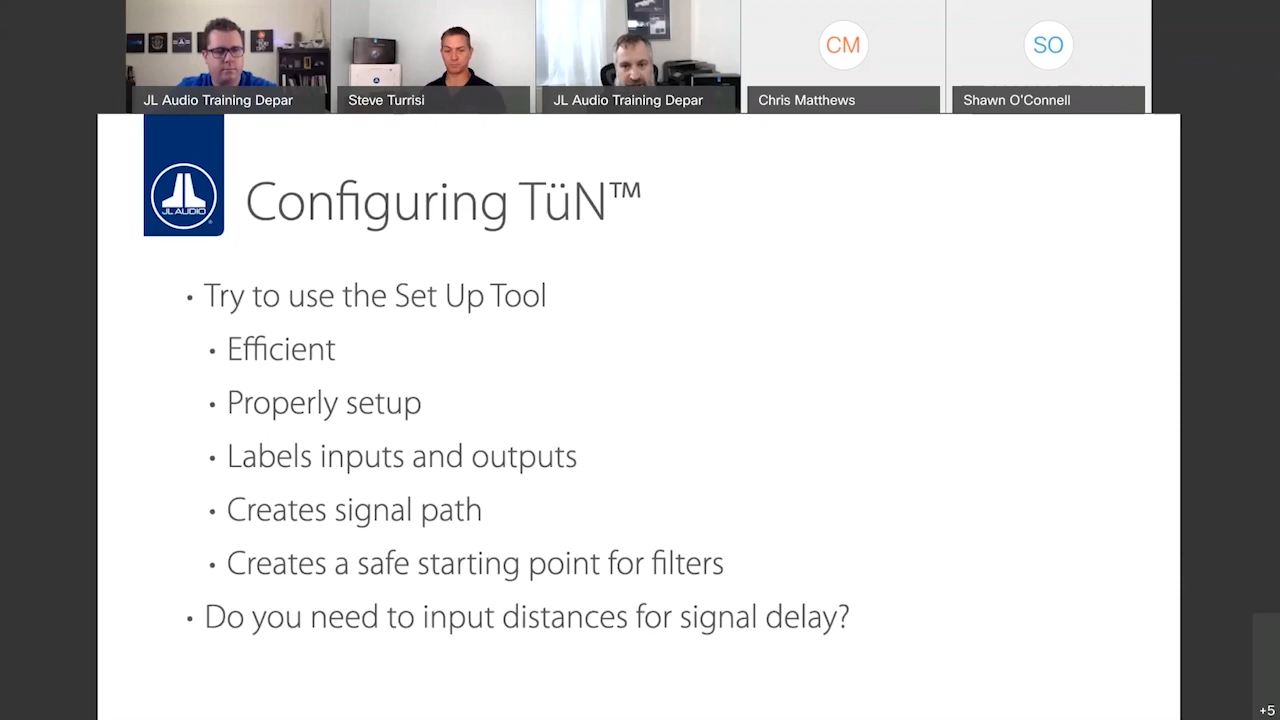 CM
SO
JL Audio Training Depar
Steve Turrisi
JL Audio Training Depar
Chris Matthews
Shawn O'Connell
JL AUDIO
Configuring TüN™
• Try to use the Set Up Tool
• Efficient
• Properly setup
• Labels inputs and outputs
• Creates signal path
• Creates a safe starting point for filters
• Do you need to input distances for signal delay?
+5